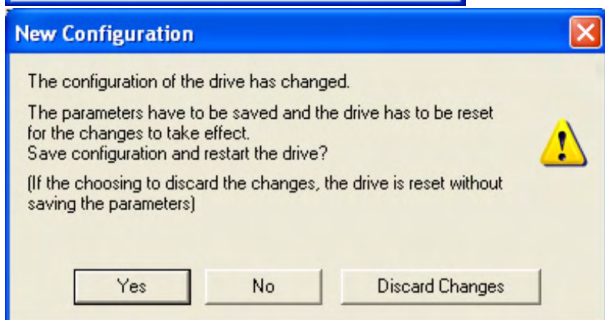 New Configuration
The configuration of the drive has changed.
The parameters have to be saved and the drive has to be reset
for the changes to take effect.
Save configuration and restart the drive?
(If the choosing to discard the changes, the drive is reset without
saving the parameters)
Yes No Discard Changes